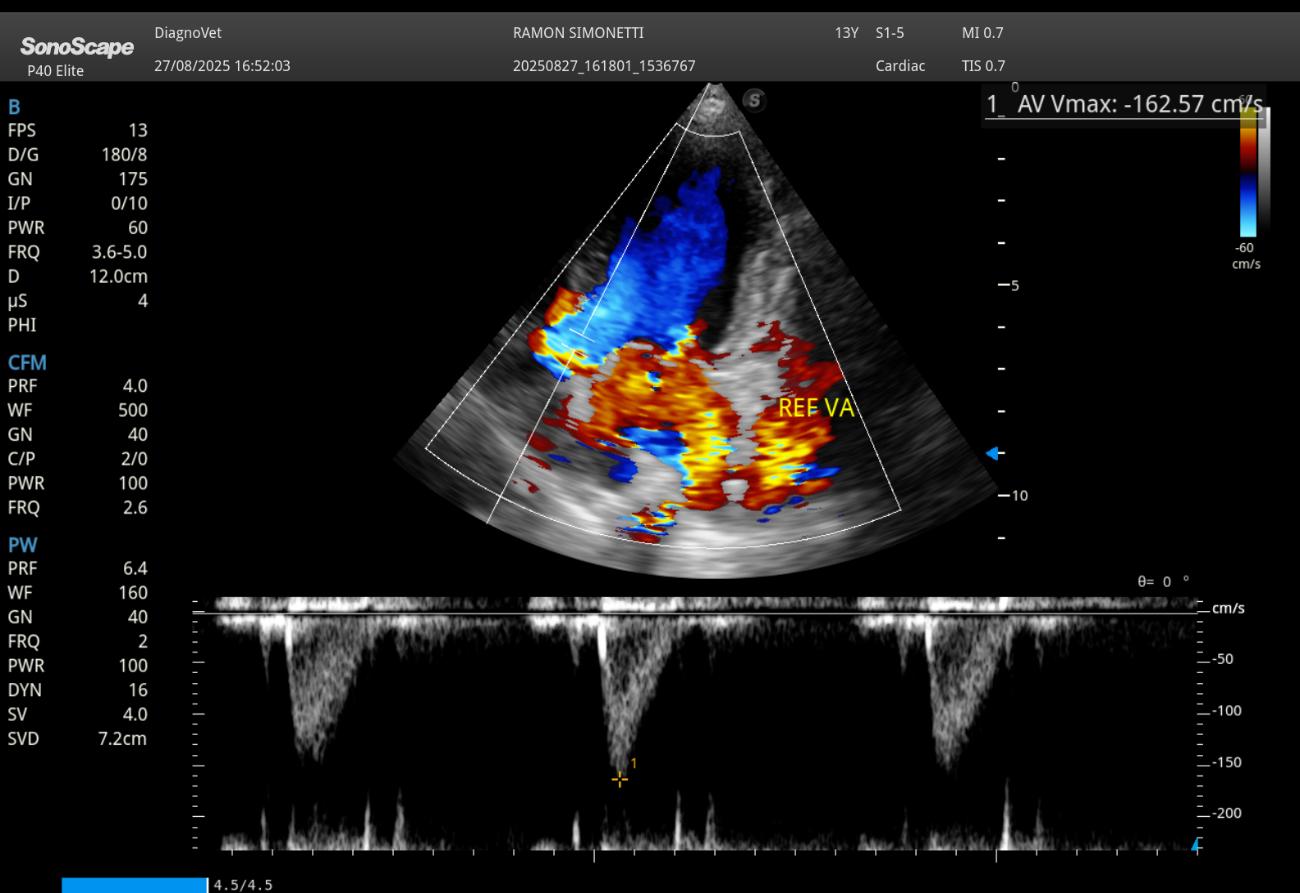 SonoScape
P40 Elite
DiagnoVet
27/08/2025 16:52:03
RAMON SIMONETTI
20250827_161801_1536767
13Y S1-5
Cardiac
MI 0.7
TIS 0.7
B
FPS 13
D/G 180/8
GN 175
I/P 0/10
PWR 60
FRQ 3.6-5.0
D 12.0cm
µS 4
PHI
CFM
PRF 4.0
WF 500
GN 40
C/P 2/0
PWR 100
FRQ 2.6
PW
PRF 6.4
WF 160
GN 40
FRQ 2
PWR 100
DYN 16
SV 4.0
SVD 7.2cm
S
0
1_ AV Vmax: -162.57 cm/s
-60
cm/s
5
REF VA
10
θ= 0 °
cm/s
-50
-100
-150
-200
1
4.5/4.5